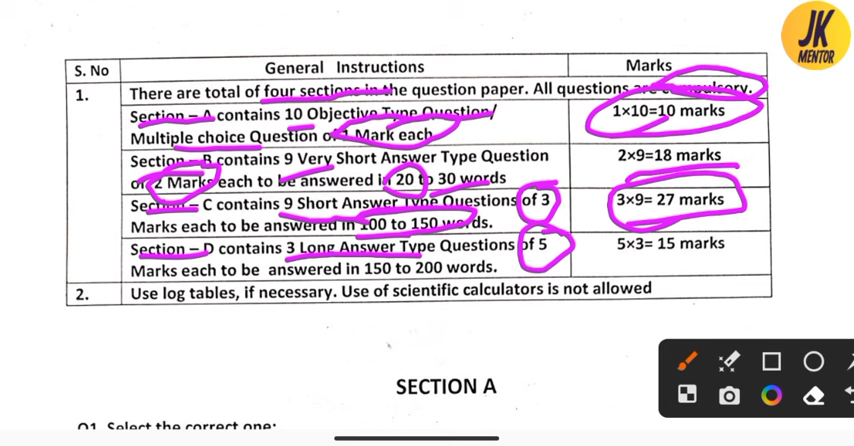 JK
MENTOR
S. No General Instructions Marks
1. There are total of four sections in the question paper. All questions are compulsory.
Section – A contains 10 Objective Type Question/ 1×10=10 marks
Multiple choice Question of 1 Mark each
Section – B contains 9 Very Short Answer Type Question 2×9=18 marks
of 2 Marks each to be answered in 20 to 30 words
Section – C contains 9 Short Answer Type Questions of 3 3×9= 27 marks
Marks each to be answered in 100 to 150 words.
Section – D contains 3 Long Answer Type Questions of 5 5×3= 15 marks
Marks each to be answered in 150 to 200 words.
2. Use log tables, if necessary. Use of scientific calculators is not allowed
SECTION A
Q1. Select the correct one: